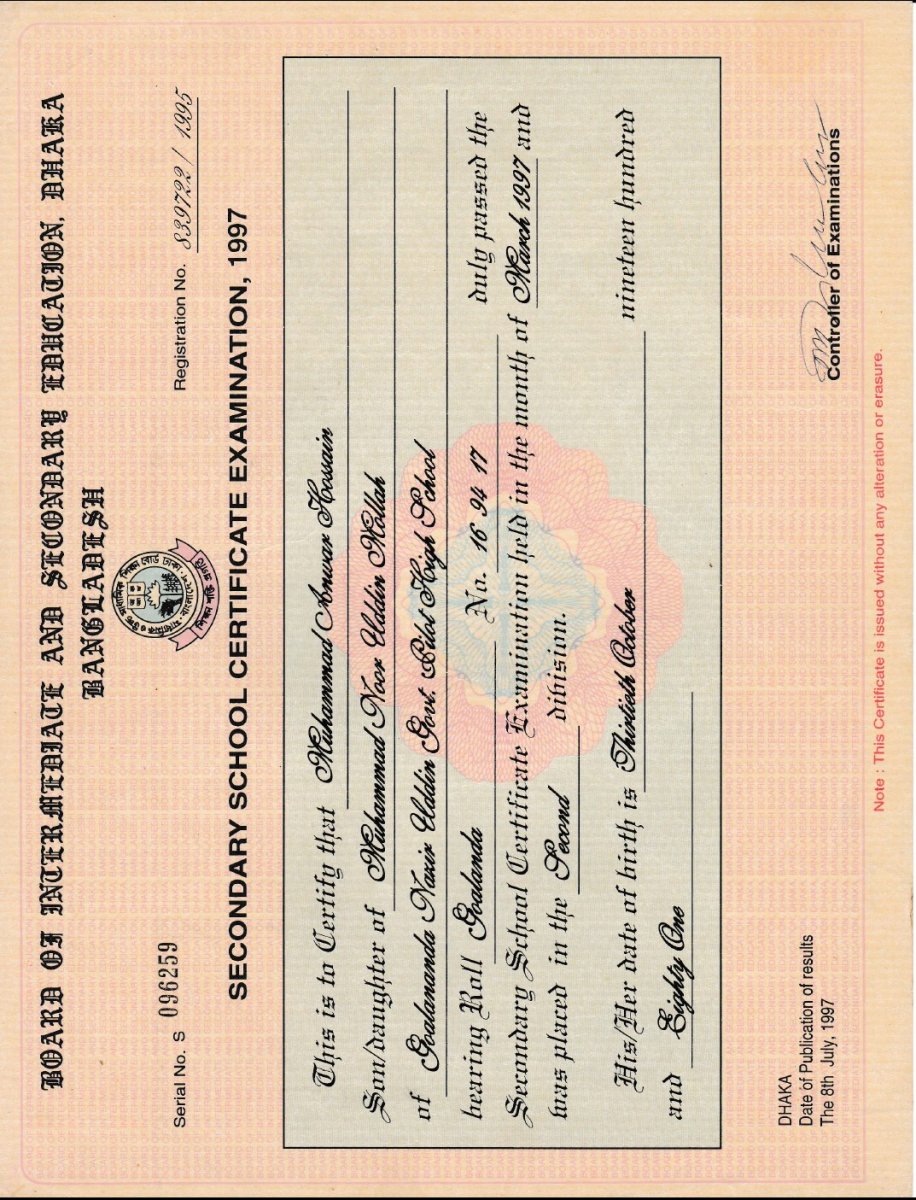 BOARD OF INTERMEDIATE AND SECONDARY EDUCATION, DHAKA
BANGLADESH
Serial No. S 096259
Registration No. 839722 / 1995
SECONDARY SCHOOL CERTIFICATE EXAMINATION, 1997
This is to Certify that Muhammad Anwar Hossain
Son/daughter of Muhammad Noor Uddin Mollah
of Goalananda Nazir Uddin Govt. Pilot High School
bearing Roll Goalanda No. 16 94 17 duly passed the
Secondary School Certificate Examination held in the month of March 1997 and
was placed in the Second division.
His/Her date of birth is Thirtieth October nineteen hundred
and Eighty One
DHAKA
Date of Publication of results
The 8th July, 1997
Controller of Examinations
Note : This Certificate is issued without any alteration or erasure.